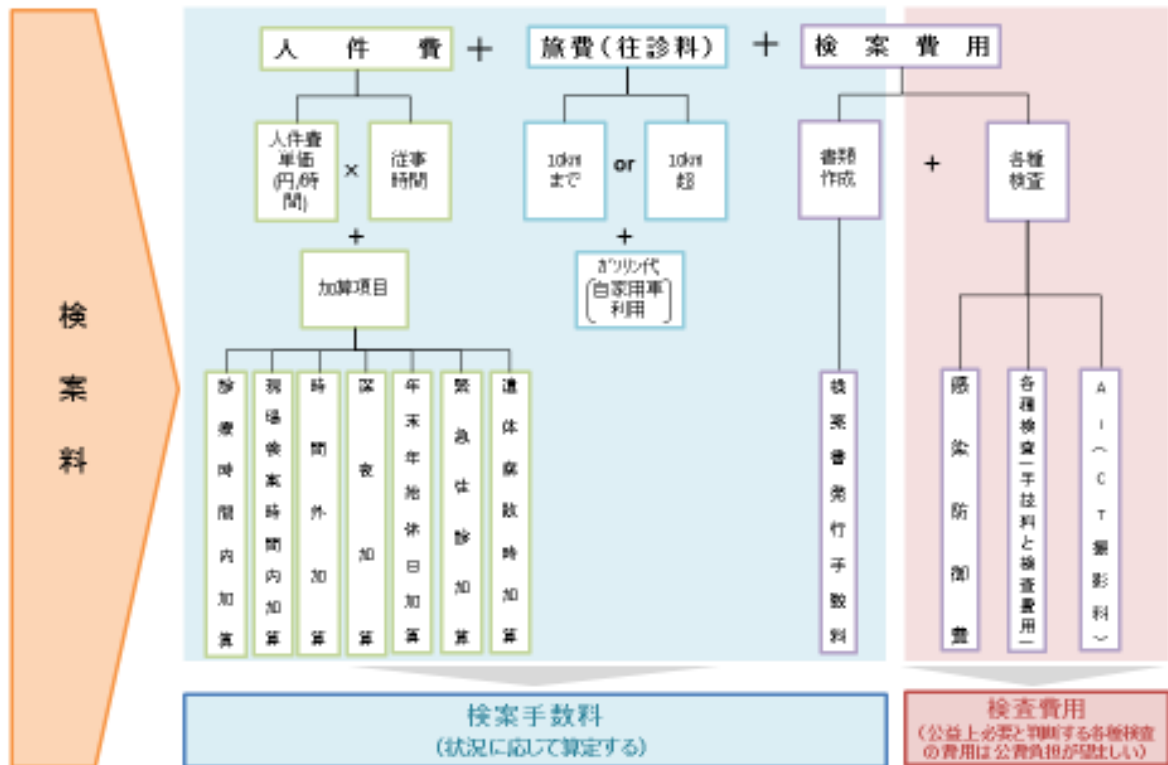 検案料
人件費
+
旅費(往診料)
+
検案費用
人件費
単価
(円/時
間)
×
従事
時間
10km
まで
or
10km
超
書類
作成
+
各種
検査
+
加算項目
+
ガソリン代
(自家用車
利用)
診療時間内加算
現場検案時間内加算
時間外加算
深夜加算
年末年始休日加算
緊急往診加算
遺体腐敗時加算
検案書発行手数料
感染防御費
各種検査(手技料と検査費用)
AI(CT撮影料)
検案手数料
(状況に応じて算定する)
検査費用
(公益上必要と判断する各種検査
の費用は公費負担が望ましい)